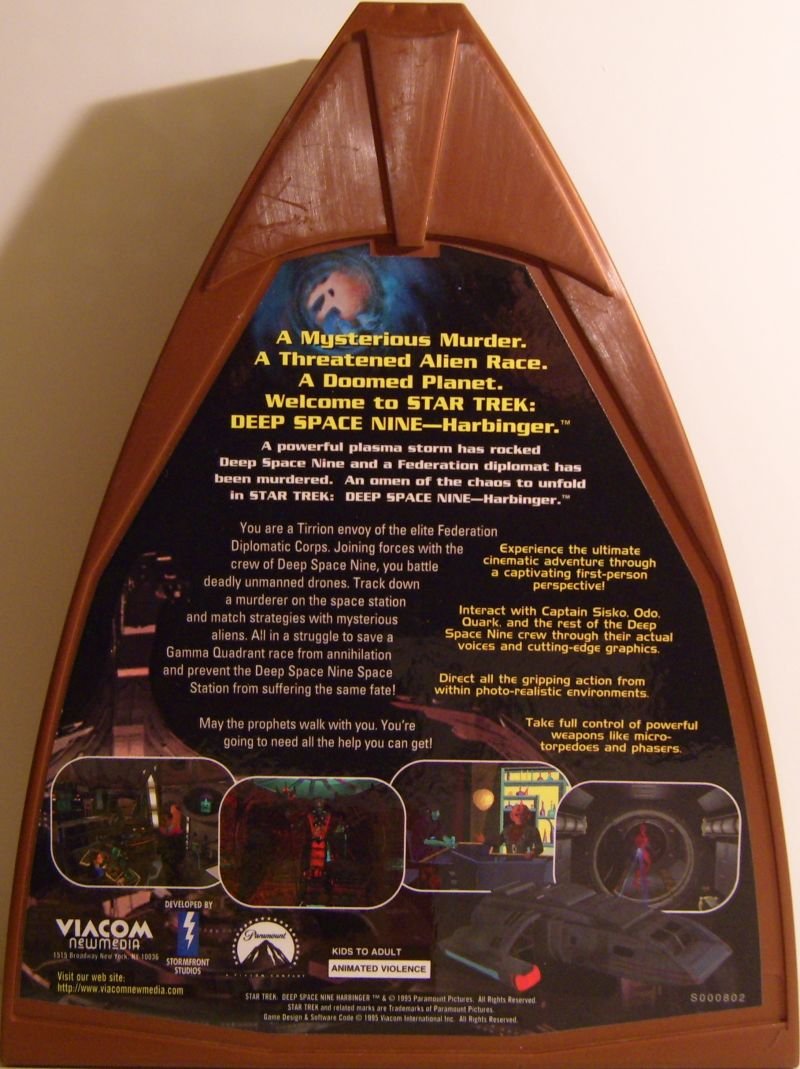 A Mysterious Murder.
A Threatened Alien Race.
A Doomed Planet.
Welcome to STAR TREK:
DEEP SPACE NINE—Harbinger.™
A powerful plasma storm has rocked
Deep Space Nine and a Federation diplomat has
been murdered. An omen of the chaos to unfold
in STAR TREK: DEEP SPACE NINE—Harbinger.™
You are a Tirrion envoy of the elite Federation
Diplomatic Corps. Joining forces with the
crew of Deep Space Nine, you battle
deadly unmanned drones. Track down
a murderer on the space station
and match strategies with mysterious
aliens. All in a struggle to save a
Gamma Quadrant race from annihilation
and prevent the Deep Space Nine Space
Station from suffering the same fate!
May the prophets walk with you. You're
going to need all the help you can get!
Experience the ultimate
cinematic adventure through
a captivating first-person
perspective!
Interact with Captain Sisko, Odo,
Quark, and the rest of the Deep
Space Nine crew through their actual
voices and cutting-edge graphics.
Direct all the gripping action from
within photo-realistic environments.
Take full control of powerful
weapons like micro-
torpedoes and phasers.
VIACOM
newmedia
1515 Broadway New York, NY 10036
Visit our web site:
http://www.viacomnewmedia.com
DEVELOPED BY
STORMFRONT
STUDIOS
Paramount
A VIACOM COMPANY
KIDS TO ADULT
ANIMATED VIOLENCE
STAR TREK: DEEP SPACE NINE HARBINGER ™ & © 1995 Paramount Pictures. All Rights Reserved.
STAR TREK and related marks are Trademarks of Paramount Pictures.
Game Design & Software Code © 1995 Viacom International Inc. All Rights Reserved.
S000802